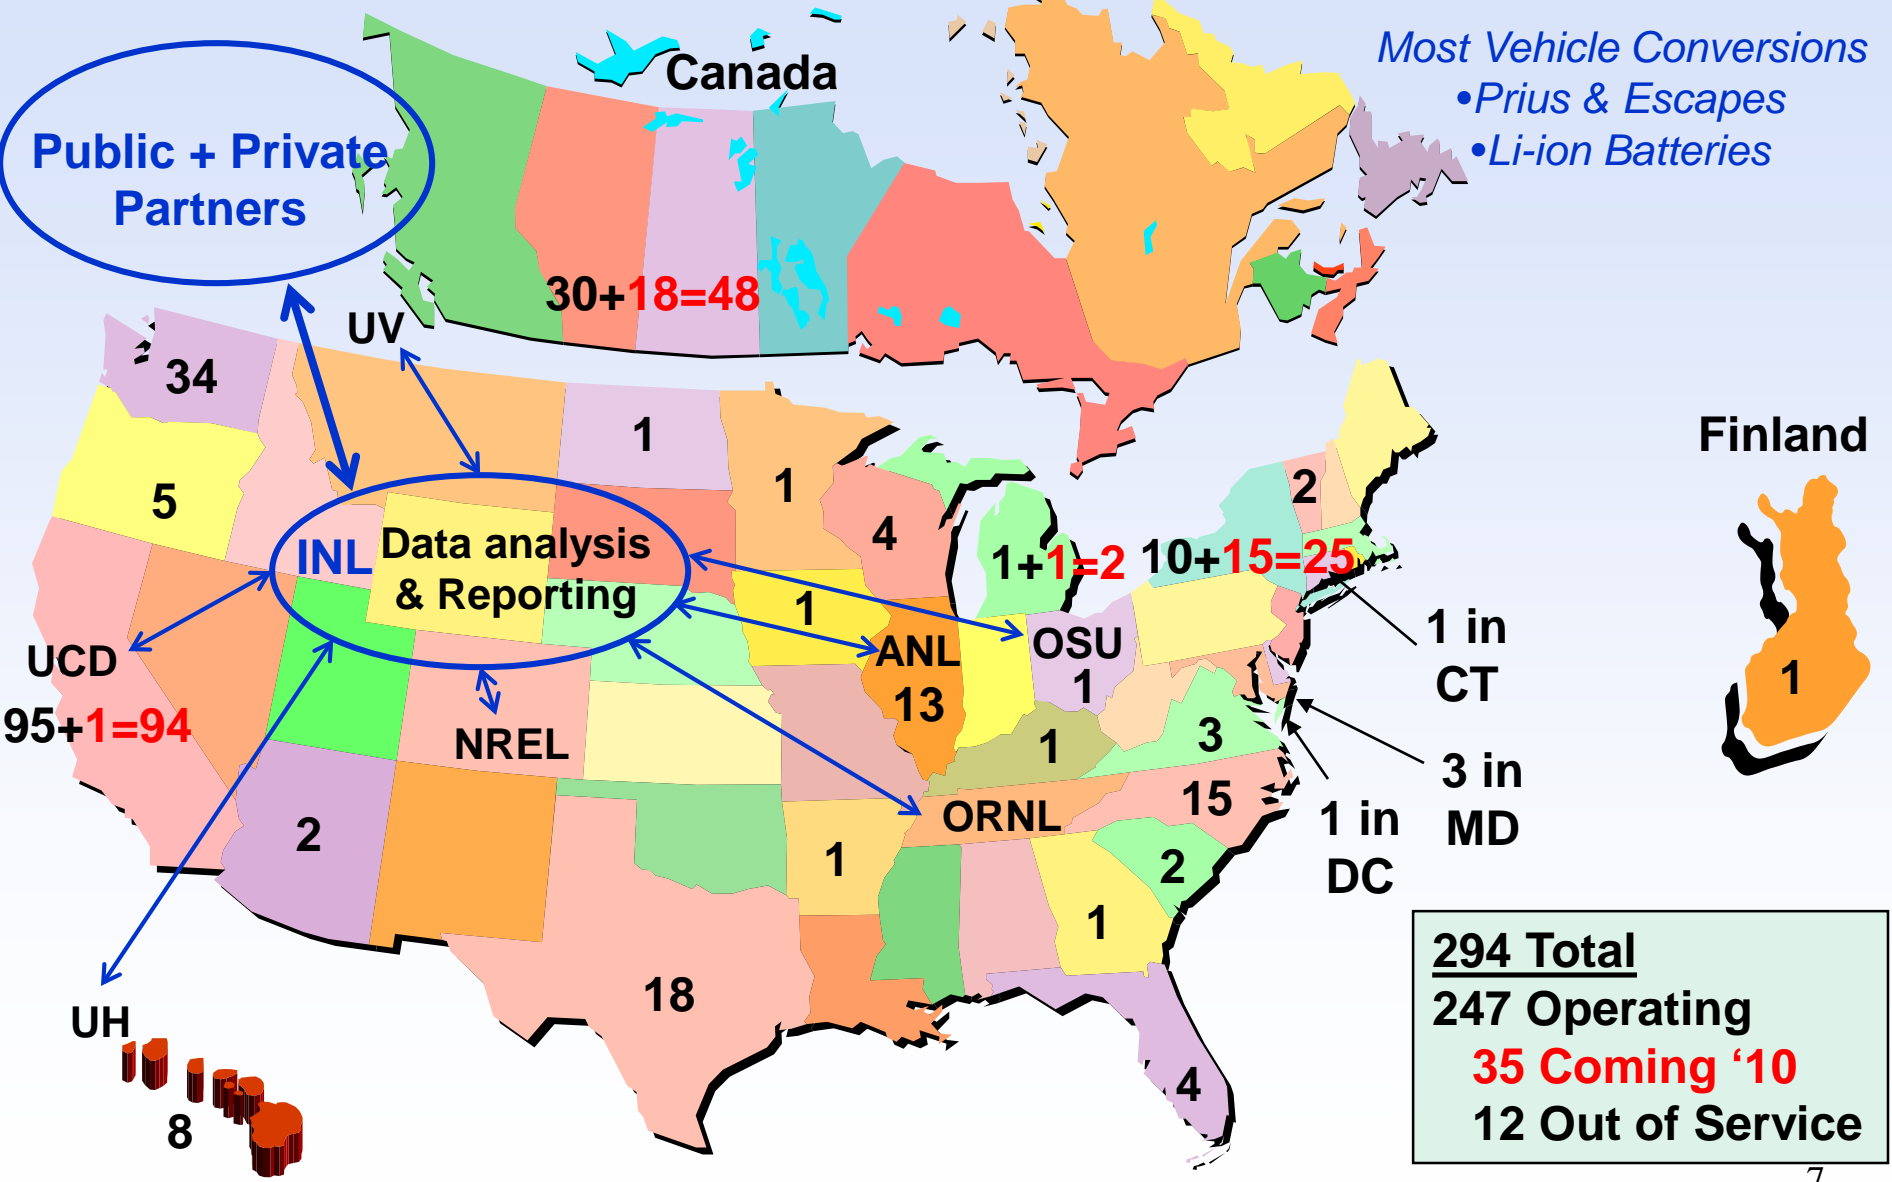 Canada
Most Vehicle Conversions
•Prius & Escapes
•Li-ion Batteries
Public + Private
Partners
30+18=48
UV
34
1
Finland
5
1
2
4
INL
Data analysis
& Reporting
1+1=2
10+15=25
1
1 in
CT
UCD
ANL
OSU
1
1
95+1=94
13
NREL
1
3
3 in
MD
15
ORNL
1 in
DC
2
1
2
1
294 Total
247 Operating
35 Coming ‘10
12 Out of Service
18
UH
4
8
7